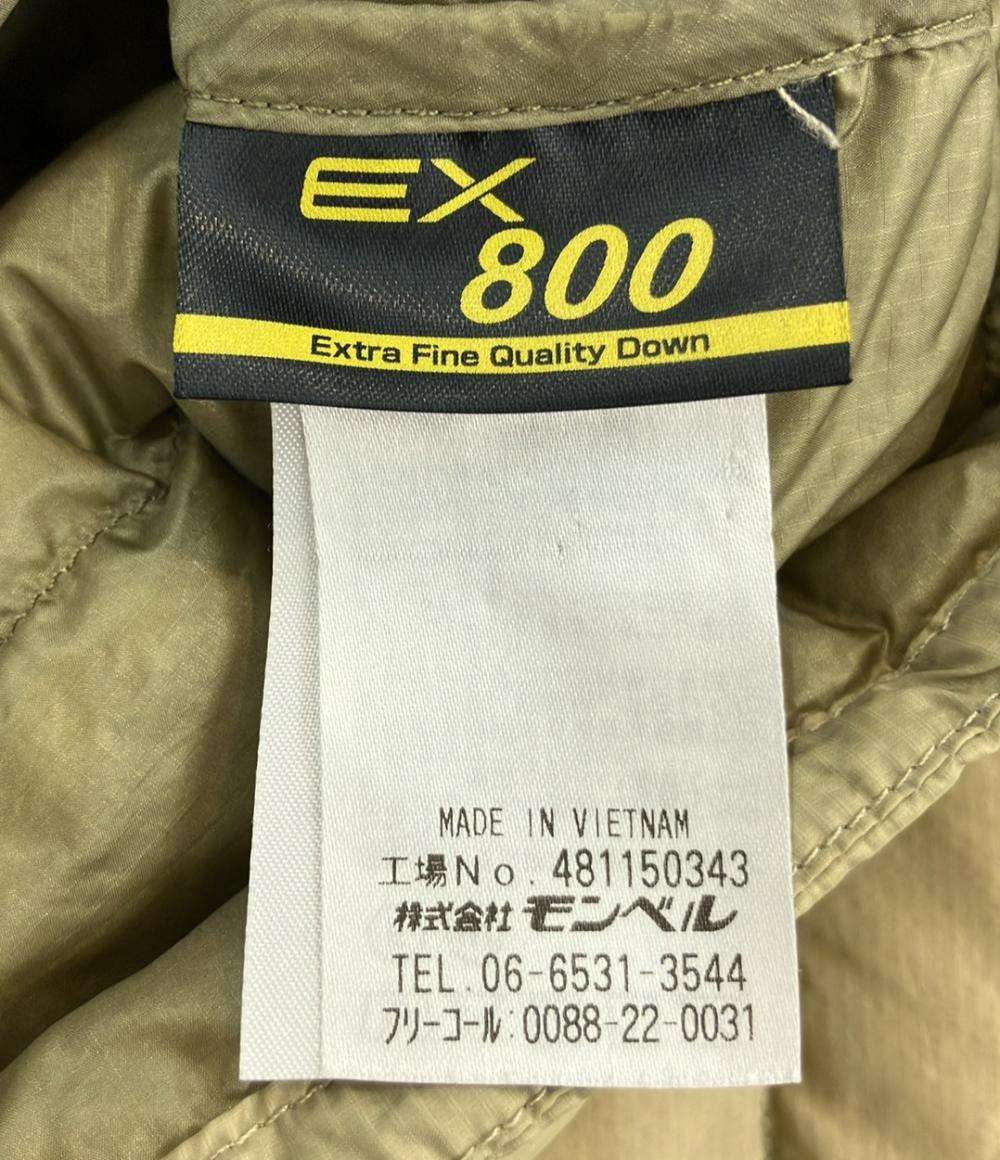 EX
800
Extra Fine Quality Down
MADE IN VIETNAM
工場No. 481150343
株式会社 モンベル
TEL. 06-6531-3544
フリーコール:0088-22-0031